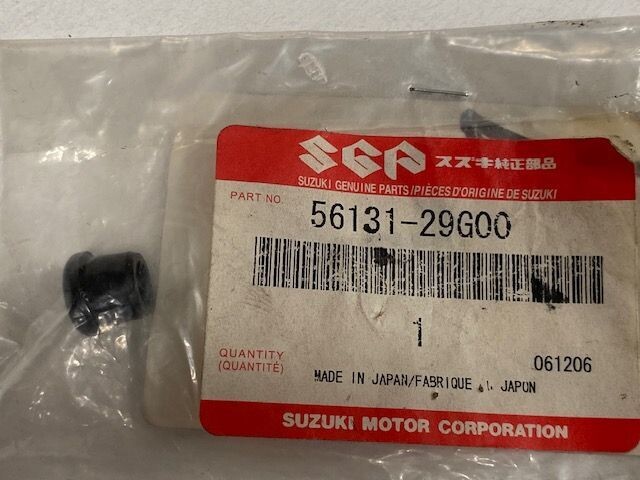 SGP スズキ純正部品
SUZUKI GENUINE PARTS/PIÈCES D'ORIGINE DE SUZUKI
PART NO. 56131-29G00
1
QUANTITY
(QUANTITÉ)
061206
MADE IN JAPAN/FABRIQUÉ JAPON
SUZUKI MOTOR CORPORATION